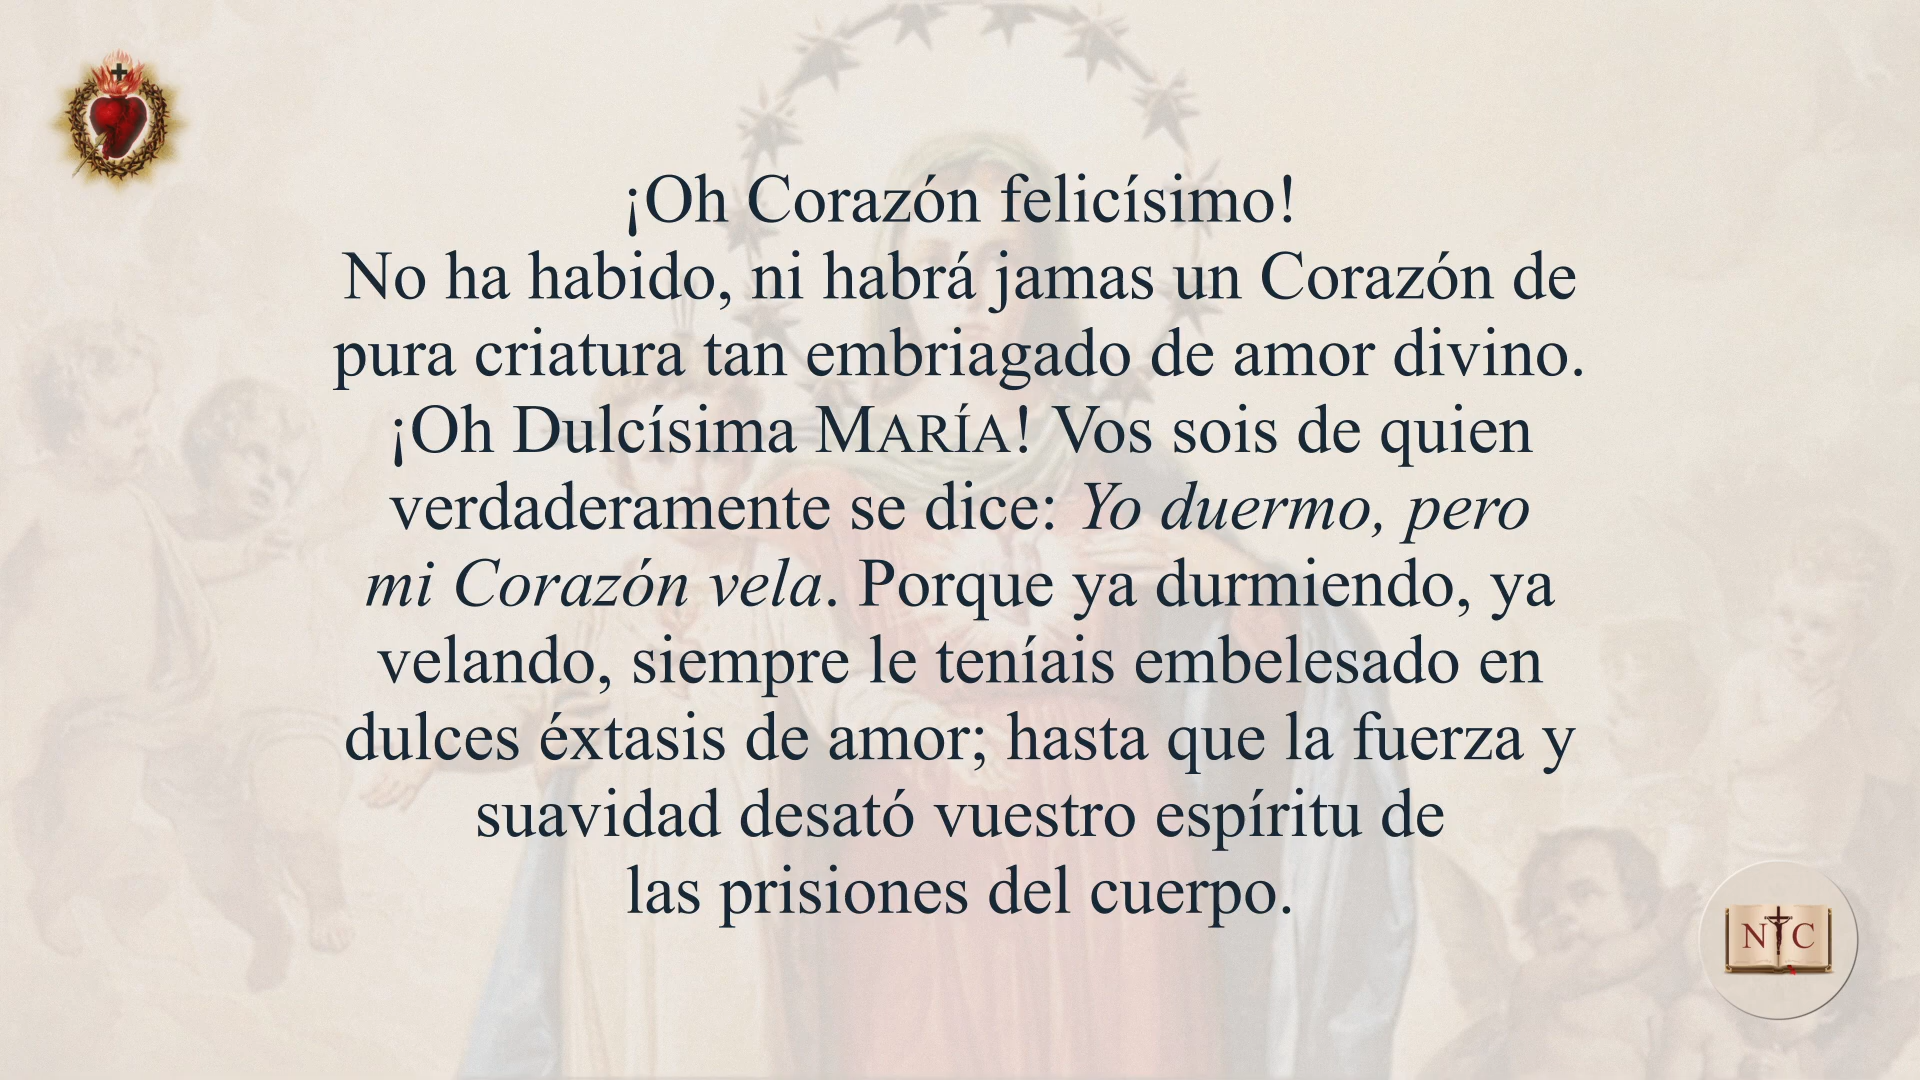 ¡Oh Corazón felicísimo!
No ha habido, ni habrá jamas un Corazón de
pura criatura tan embriagado de amor divino.
¡Oh Dulcísima MARÍA! Vos sois de quien
verdaderamente se dice: Yo duermo, pero
mi Corazón vela. Porque ya durmiendo, ya
velando, siempre le teníais embelesado en
dulces éxtasis de amor; hasta que la fuerza y
suavidad desató vuestro espíritu de
las prisiones del cuerpo.
N C